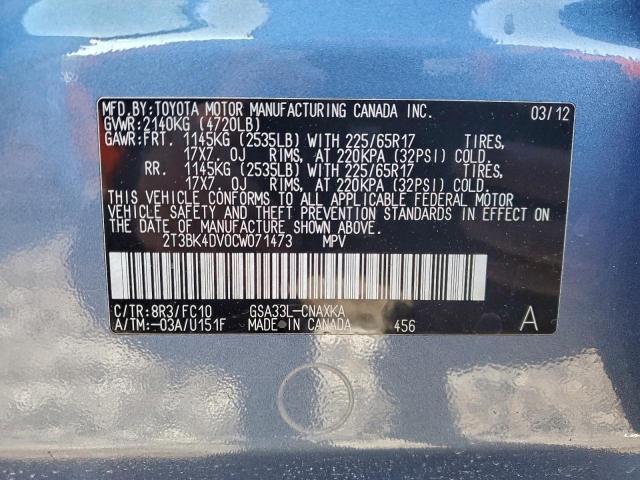 MFD.BY:TOYOTA MOTOR MANUFACTURING CANADA INC. 03/12
GVWR:2140KG (4720LB)
GAWR:FRT. 1145KG (2535LB) WITH 225/65R17 TIRES,
17X7. 0J RIMS, AT 220KPA (32PSI) COLD.
RR. 1145KG (2535LB) WITH 225/65R17 TIRES,
17X7. 0J RIMS, AT 220KPA (32PSI) COLD.
THIS VEHICLE CONFORMS TO ALL APPLICABLE FEDERAL MOTOR
VEHICLE SAFETY AND THEFT PREVENTION STANDARDS IN EFFECT
ON THE DATE OF MANUFACTURE SHOWN ABOVE.
2T3BK4DV0CW071473 MPV
C/TR:8R3/FC10 GSA33L-CNAXKA
A/TM:-03A/U151F MADE IN CANADA 456 A